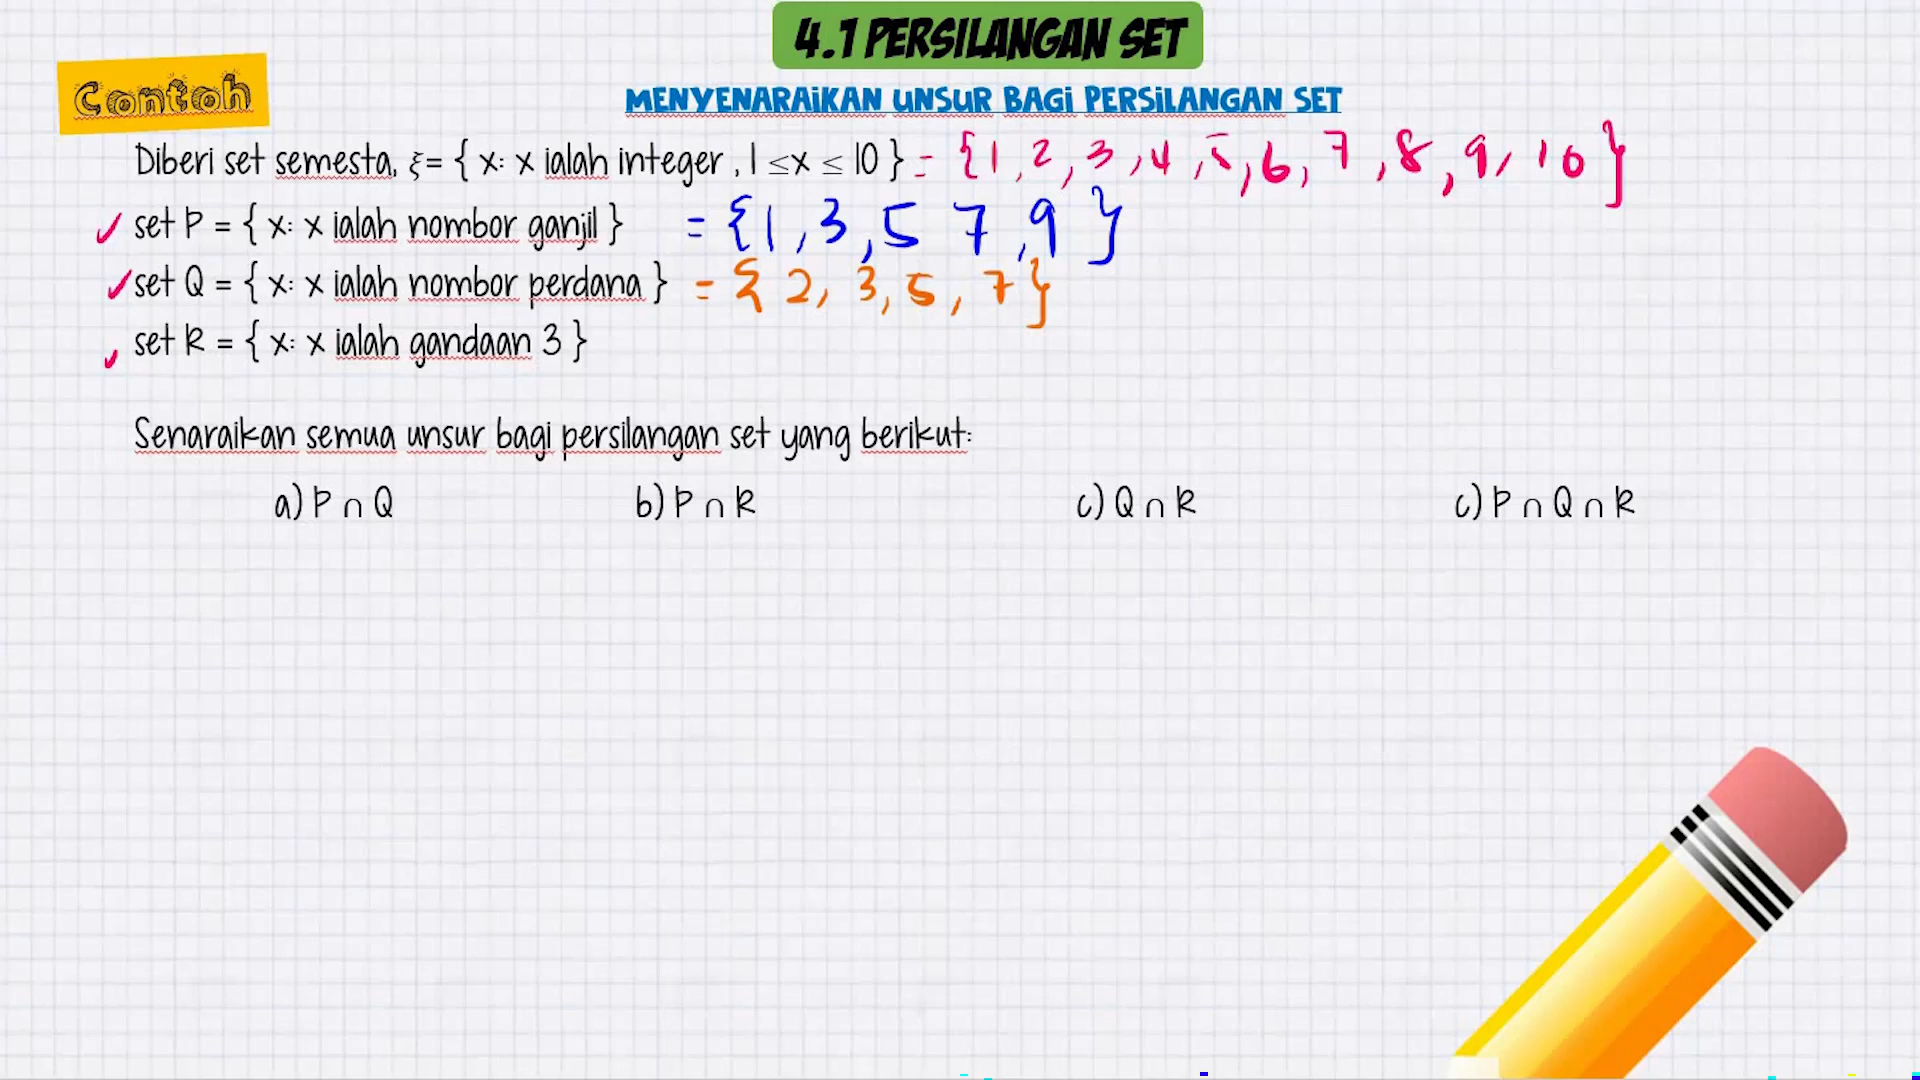 4.1 PERSILANGAN SET
Contoh
MENYENARAIKAN UNSUR BAGI PERSILANGAN SET
Diberi set semesta, ξ = { x: x ialah integer , 1 ≤ x ≤ 10 } = {1, 2, 3, 4, 5, 6, 7, 8, 9, 10}
✓ set P = { x: x ialah nombor ganjil } = {1, 3, 5 7, 9 }
✓ set Q = { x: x ialah nombor perdana } = { 2, 3, 5, 7}
✓ set R = { x: x ialah gandaan 3 }
Senaraikan semua unsur bagi persilangan set yang berikut:
a) P ∩ Q b) P ∩ R c) Q ∩ R c) P ∩ Q ∩ R